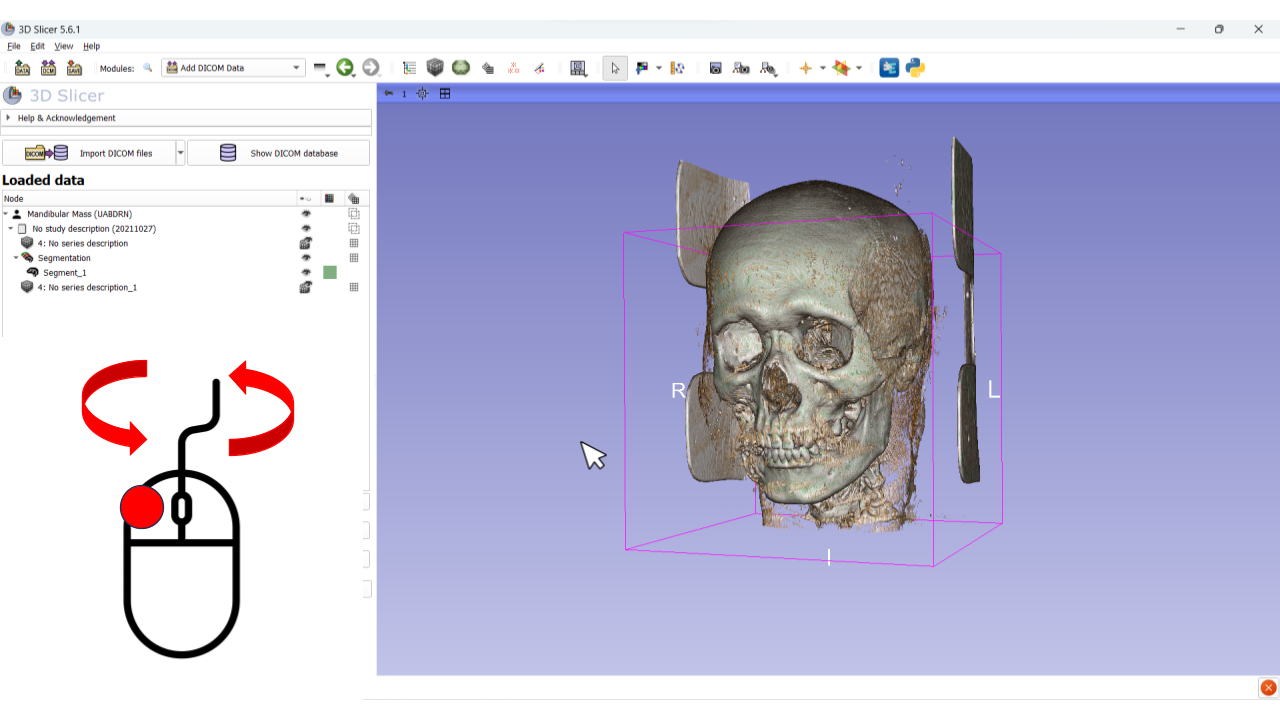 3D Slicer 5.6.1
File Edit View Help
DATA DCM SAVE Modules: Add DICOM Data
1
3D Slicer
Help & Acknowledgement
DICOM Import DICOM files Show DICOM database
Loaded data
Node
Mandibular Mass (UABDRN)
No study description (20211027)
4: No series description
Segmentation
Segment_1
4: No series description_1
R L
I